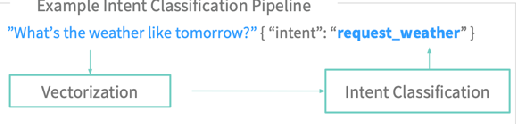 Example Intent Classification Pipeline
”What's the weather like tomorrow?” { “intent”: “request_weather” }
Vectorization
Intent Classification